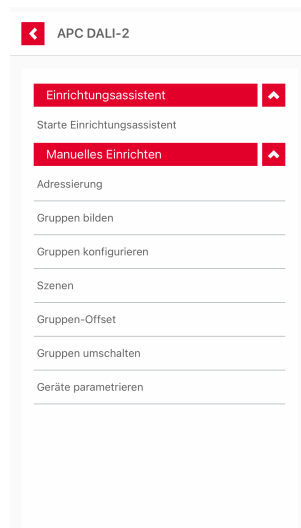 APC DALI-2
Einrichtungsassistent
Starte Einrichtungsassistent
Manuelles Einrichten
Adressierung
Gruppen bilden
Gruppen konfigurieren
Szenen
Gruppen-Offset
Gruppen umschalten
Geräte parametrieren